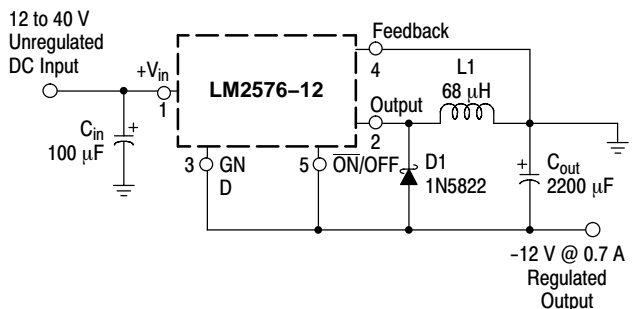 12 to 40 V
Unregulated
DC Input
+Vin
1
Cin
100 μF
+
LM2576–12
Feedback
4
Output
2
L1
68 μH
3
GN
D
5
ON/OFF
D1
1N5822
+
Cout
2200 μF
–12 V @ 0.7 A
Regulated
Output